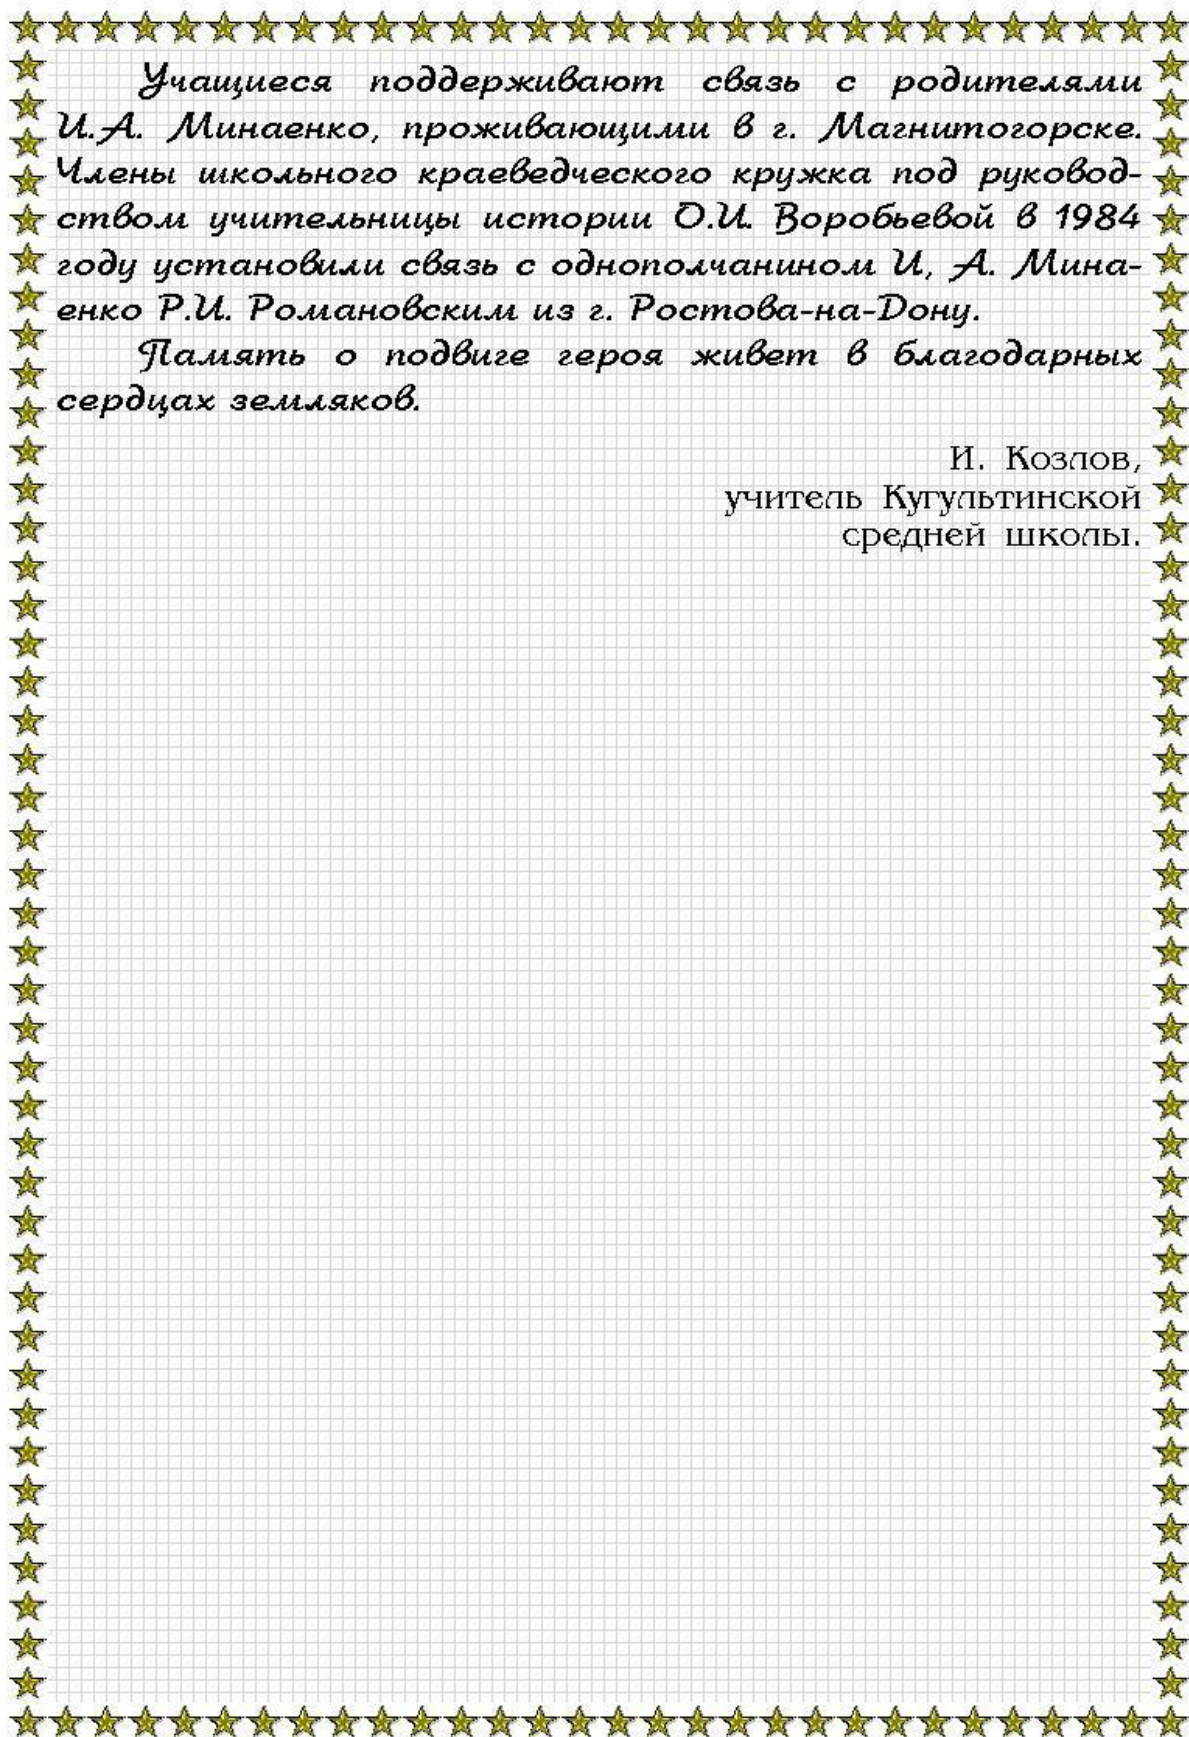 Учащиеся поддерживают связь с родителями
И.А. Минаенко, проживающими в г. Магнитогорске.
Члены школьного краеведческого кружка под руковод-
ством учительницы истории О.И. Воробьевой в 1984
году установили связь с однополчанином И, А. Мина-
енко Р.И. Романовским из г. Ростова-на-Дону.
Память о подвиге героя живет в благодарных
сердцах земляков.
И. Козлов,
учитель Кугультинской
средней школы.